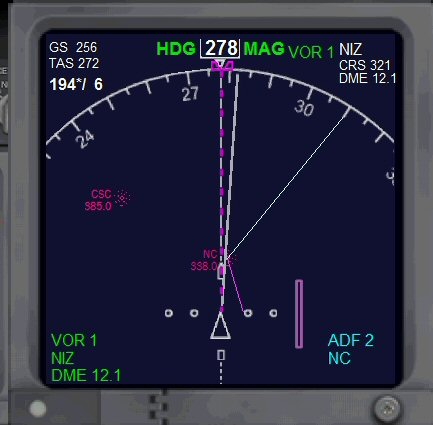 GS 256
TAS 272
194*/ 6
HDG 278 MAG
VOR 1 NIZ
CRS 321
DME 12.1
24
27
30
CSC
385.0
NC
338.0
VOR 1
NIZ
DME 12.1
ADF 2
NC